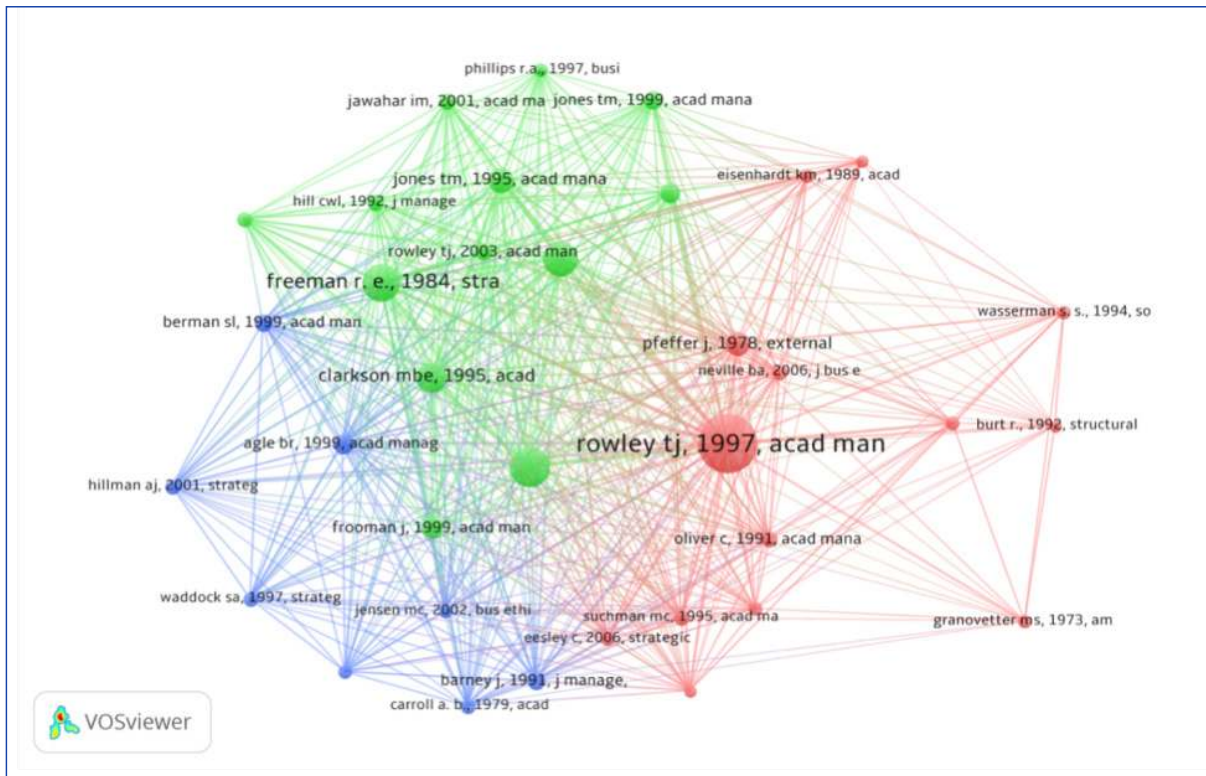 phillips r.a., 1997, busi
jawahar im, 2001, acad ma
jones tm, 1999, acad mana
eisenhardt km, 1989, acad
jones tm, 1995, acad mana
hill cwl, 1992, j manage
rowley tj, 2003, acad man
freeman r. e., 1984, stra
wasserman s. s., 1994, so
berman sl, 1999, acad man
pfeffer j, 1978, external
neville ba, 2006, j bus e
clarkson mbe, 1995, acad
burt r., 1992, structural
rowley tj, 1997, acad man
agle br, 1999, acad manag
hillman aj, 2001, strateg
frooman j, 1999, acad man
oliver c, 1991, acad mana
waddock sa, 1997, strateg
jensen mc, 2002, bus ethi
suchman mc, 1995, acad ma
granovetter ms, 1973, am
eesley c, 2006, strategic
barney j, 1991, j manage,
carroll a. b., 1979, acad
VOSviewer